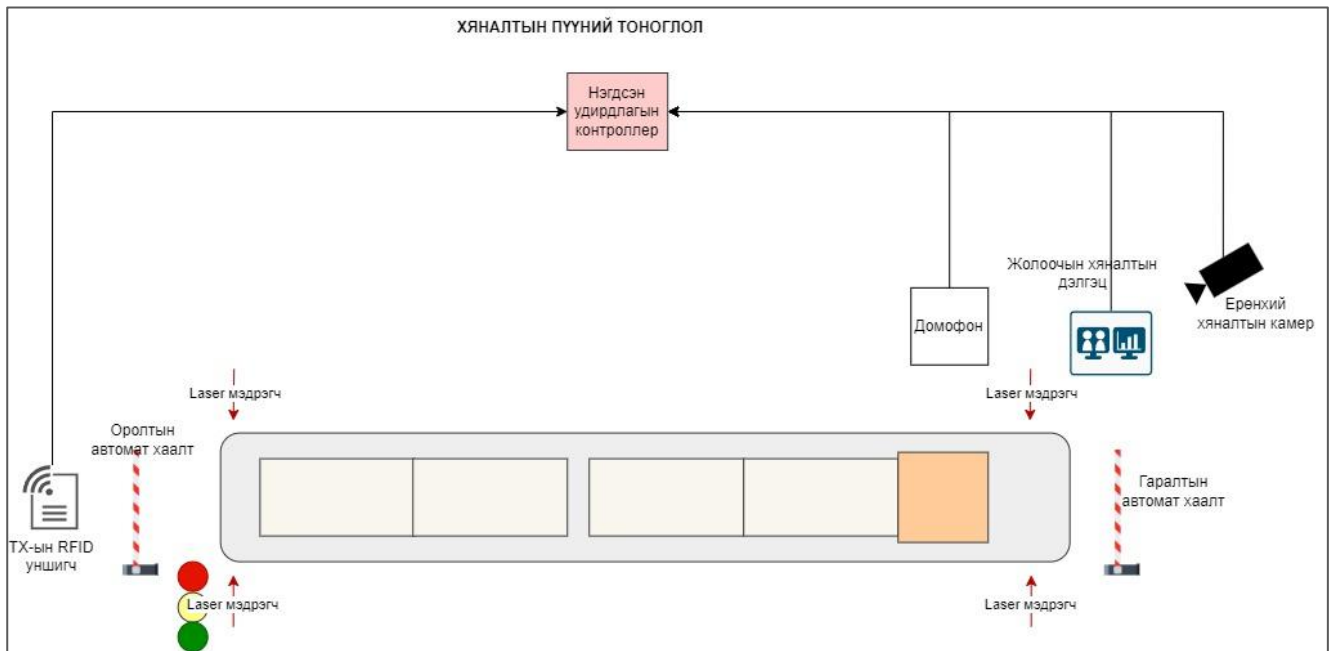 ХЯНАЛТЫН ПҮҮНИЙ ТОНОГЛОЛ
Нэгдсэн
удирдлагын
контроллер
Жолоочын хяналтын
дэлгэц
Домофон
Ерөнхий
хяналтын камер
Laser мэдрэгч
Laser мэдрэгч
Оролтын
автомат хаалт
Гаралтын
автомат хаалт
ТХ-ын RFID
уншигч
Laser мэдрэгч
Laser мэдрэгч